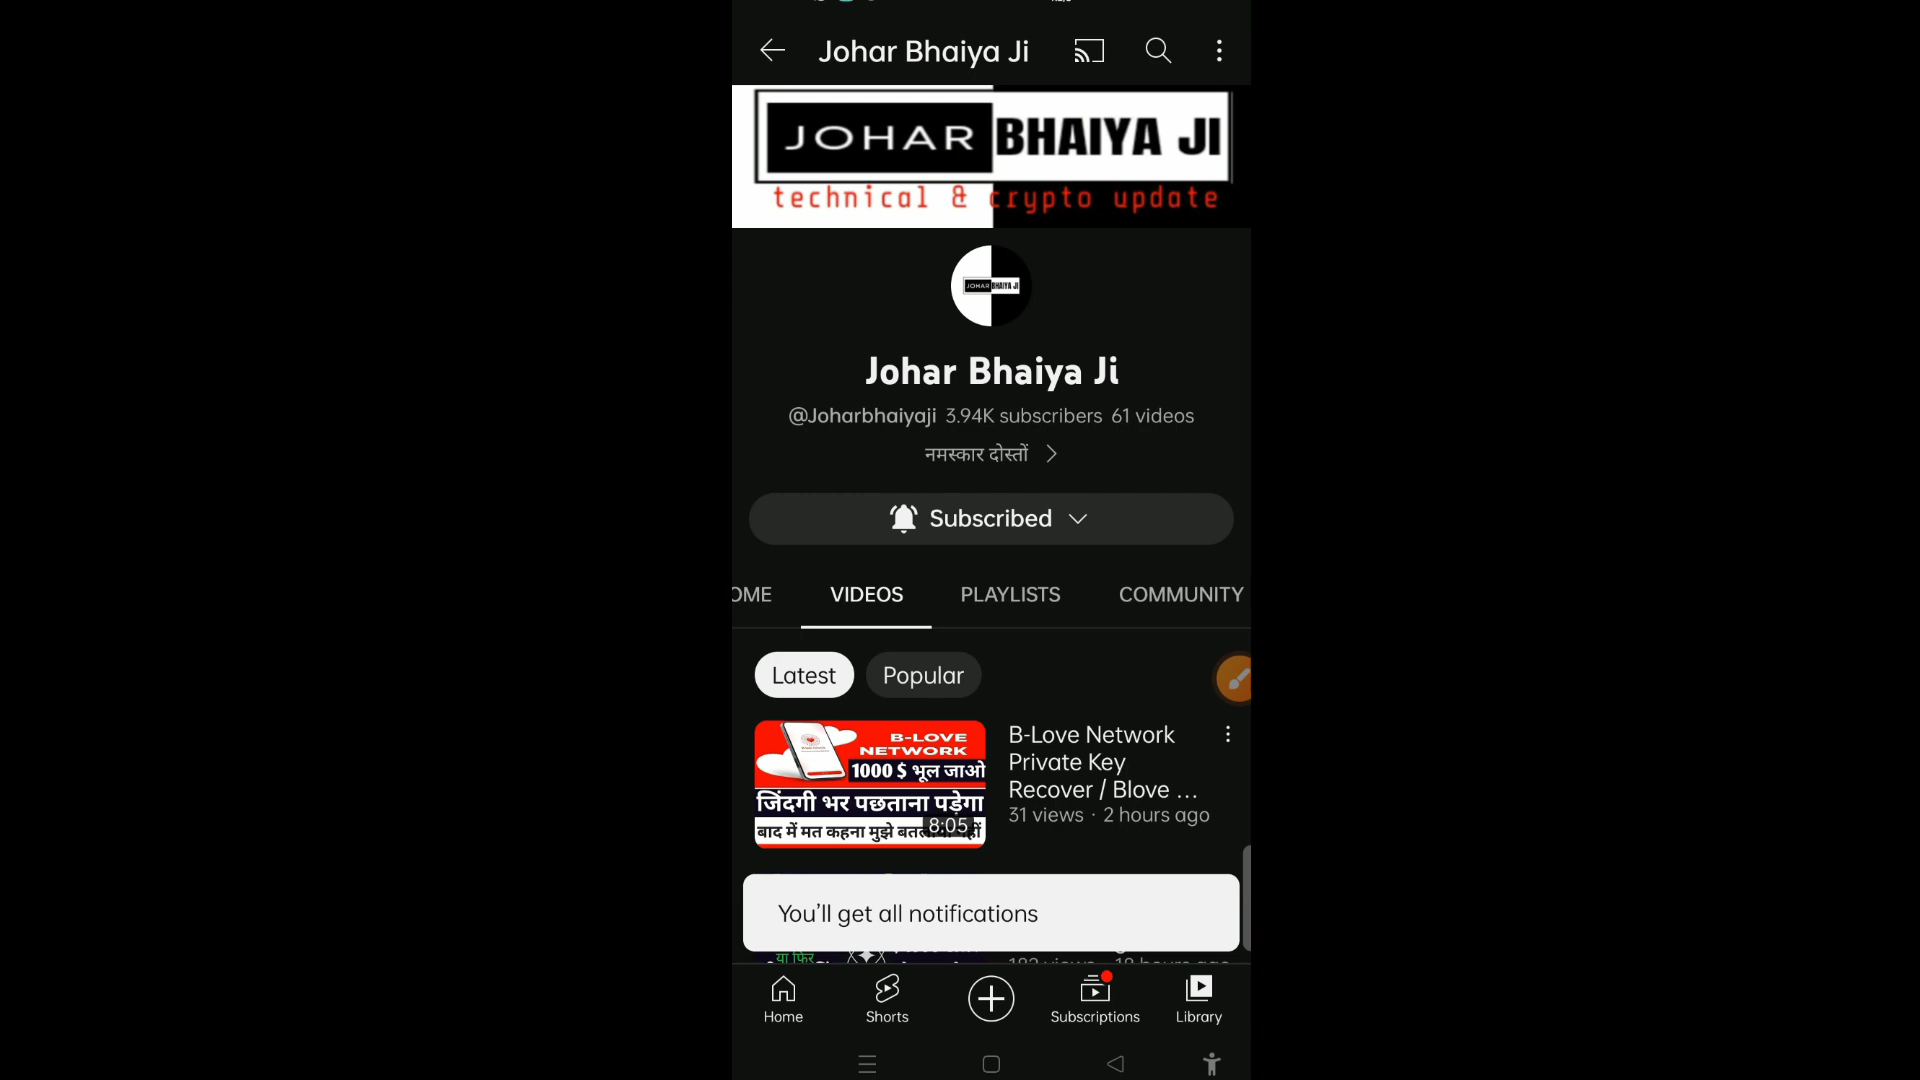 Johar Bhaiya Ji
JOHAR BHAIYA JI
technical & crypto update
JOHAR BHAIYA JI
Johar Bhaiya Ji
@Joharbhaiyaji 3.94K subscribers 61 videos
नमस्कार दोस्तों
Subscribed
OME VIDEOS PLAYLISTS COMMUNITY
Latest Popular
B-LOVE
NETWORK
1000 $ भूल जाओ
जिंदगी भर पछताना पड़ेगा
बाद में मत कहना मुझे
8:05
B-Love Network
Private Key
Recover / Blove ...
31 views · 2 hours ago
You'll get all notifications
या फिर
Home Shorts Subscriptions Library